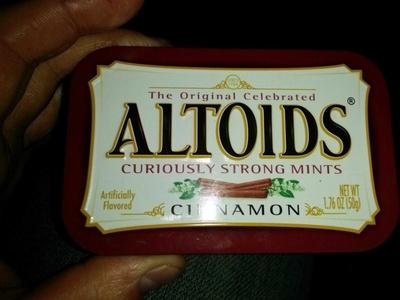 The Original Celebrated
ALTOIDS®
CURIOUSLY STRONG MINTS
Artificially
Flavored
CINNAMON
NET WT
1.76 OZ (50g)